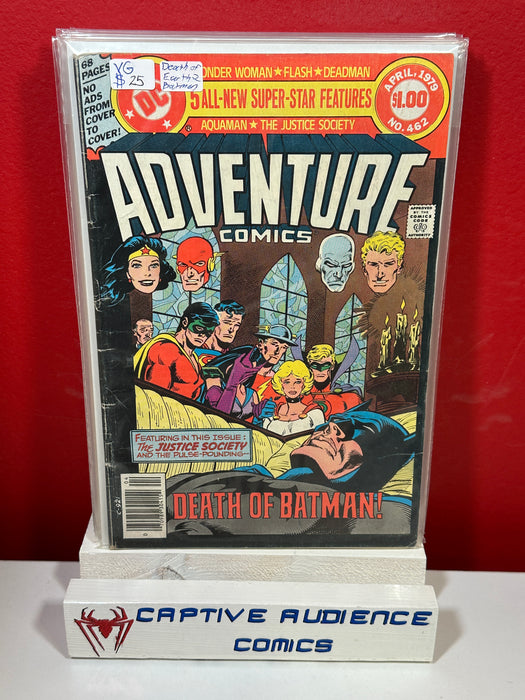 VG
$25
Death of
Earth 2
Batman
68
PAGES
NO
ADS
FROM
COVER
TO
COVER!
DC
WONDER WOMAN ★ FLASH ★ DEADMAN
5 ALL-NEW SUPER-STAR FEATURES
AQUAMAN ★ THE JUSTICE SOCIETY
APRIL, 1979
$1.00
NO. 462
ADVENTURE
COMICS
APPROVED
BY THE
COMICS
CODE
AUTHORITY
FEATURING IN THIS ISSUE:
THE JUSTICE SOCIETY
AND THE PULSE-POUNDING—
DEATH OF BATMAN!
04
CAPTIVE AUDIENCE
COMICS